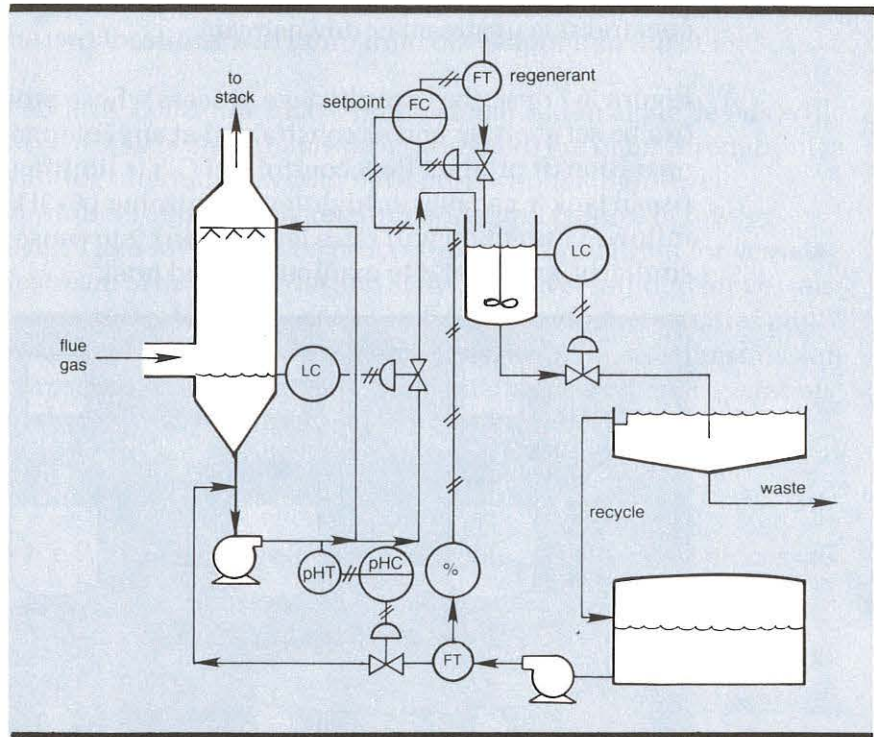 to
stack
FT
regenerant
setpoint
FC
LC
flue
gas
LC
waste
recycle
pHT
pHC
%
FT